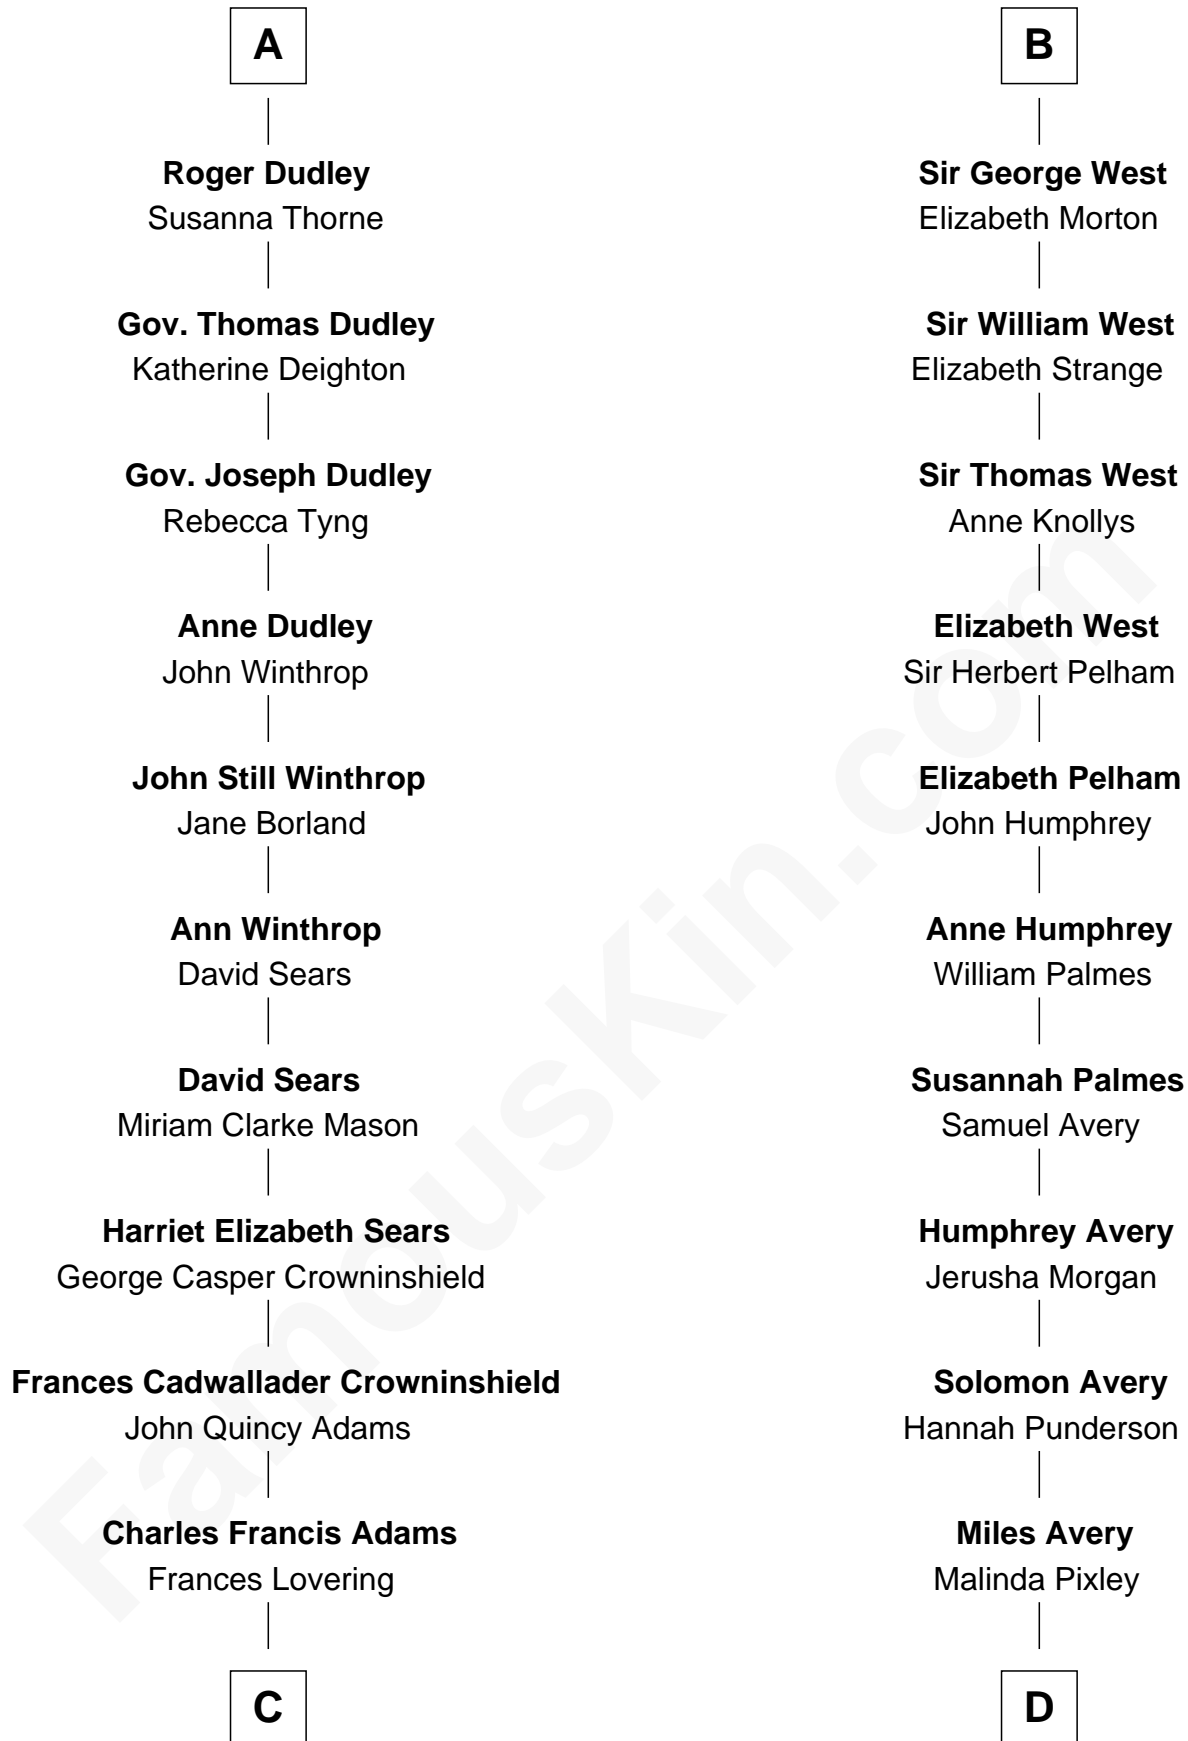 A
Roger Dudley
Susanna Thorne
Gov. Thomas Dudley
Katherine Deighton
Gov. Joseph Dudley
Rebecca Tyng
Anne Dudley
John Winthrop
John Still Winthrop
Jane Borland
Ann Winthrop
David Sears
David Sears
Miriam Clarke Mason
Harriet Elizabeth Sears
George Casper Crowninshield
Frances Cadwallader Crowninshield
John Quincy Adams
Charles Francis Adams
Frances Lovering
C
B
Sir George West
Elizabeth Morton
Sir William West
Elizabeth Strange
Sir Thomas West
Anne Knollys
Elizabeth West
Sir Herbert Pelham
Elizabeth Pelham
John Humphrey
Anne Humphrey
William Palmes
Susannah Palmes
Samuel Avery
Humphrey Avery
Jerusha Morgan
Solomon Avery
Hannah Punderson
Miles Avery
Malinda Pixley
D
FamousKin.com